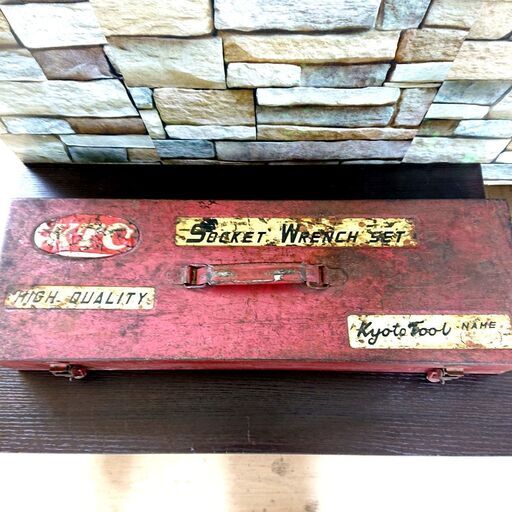 KTC
SOCKET WRENCH SET
HIGH QUALITY
Kyoto Tool NAME